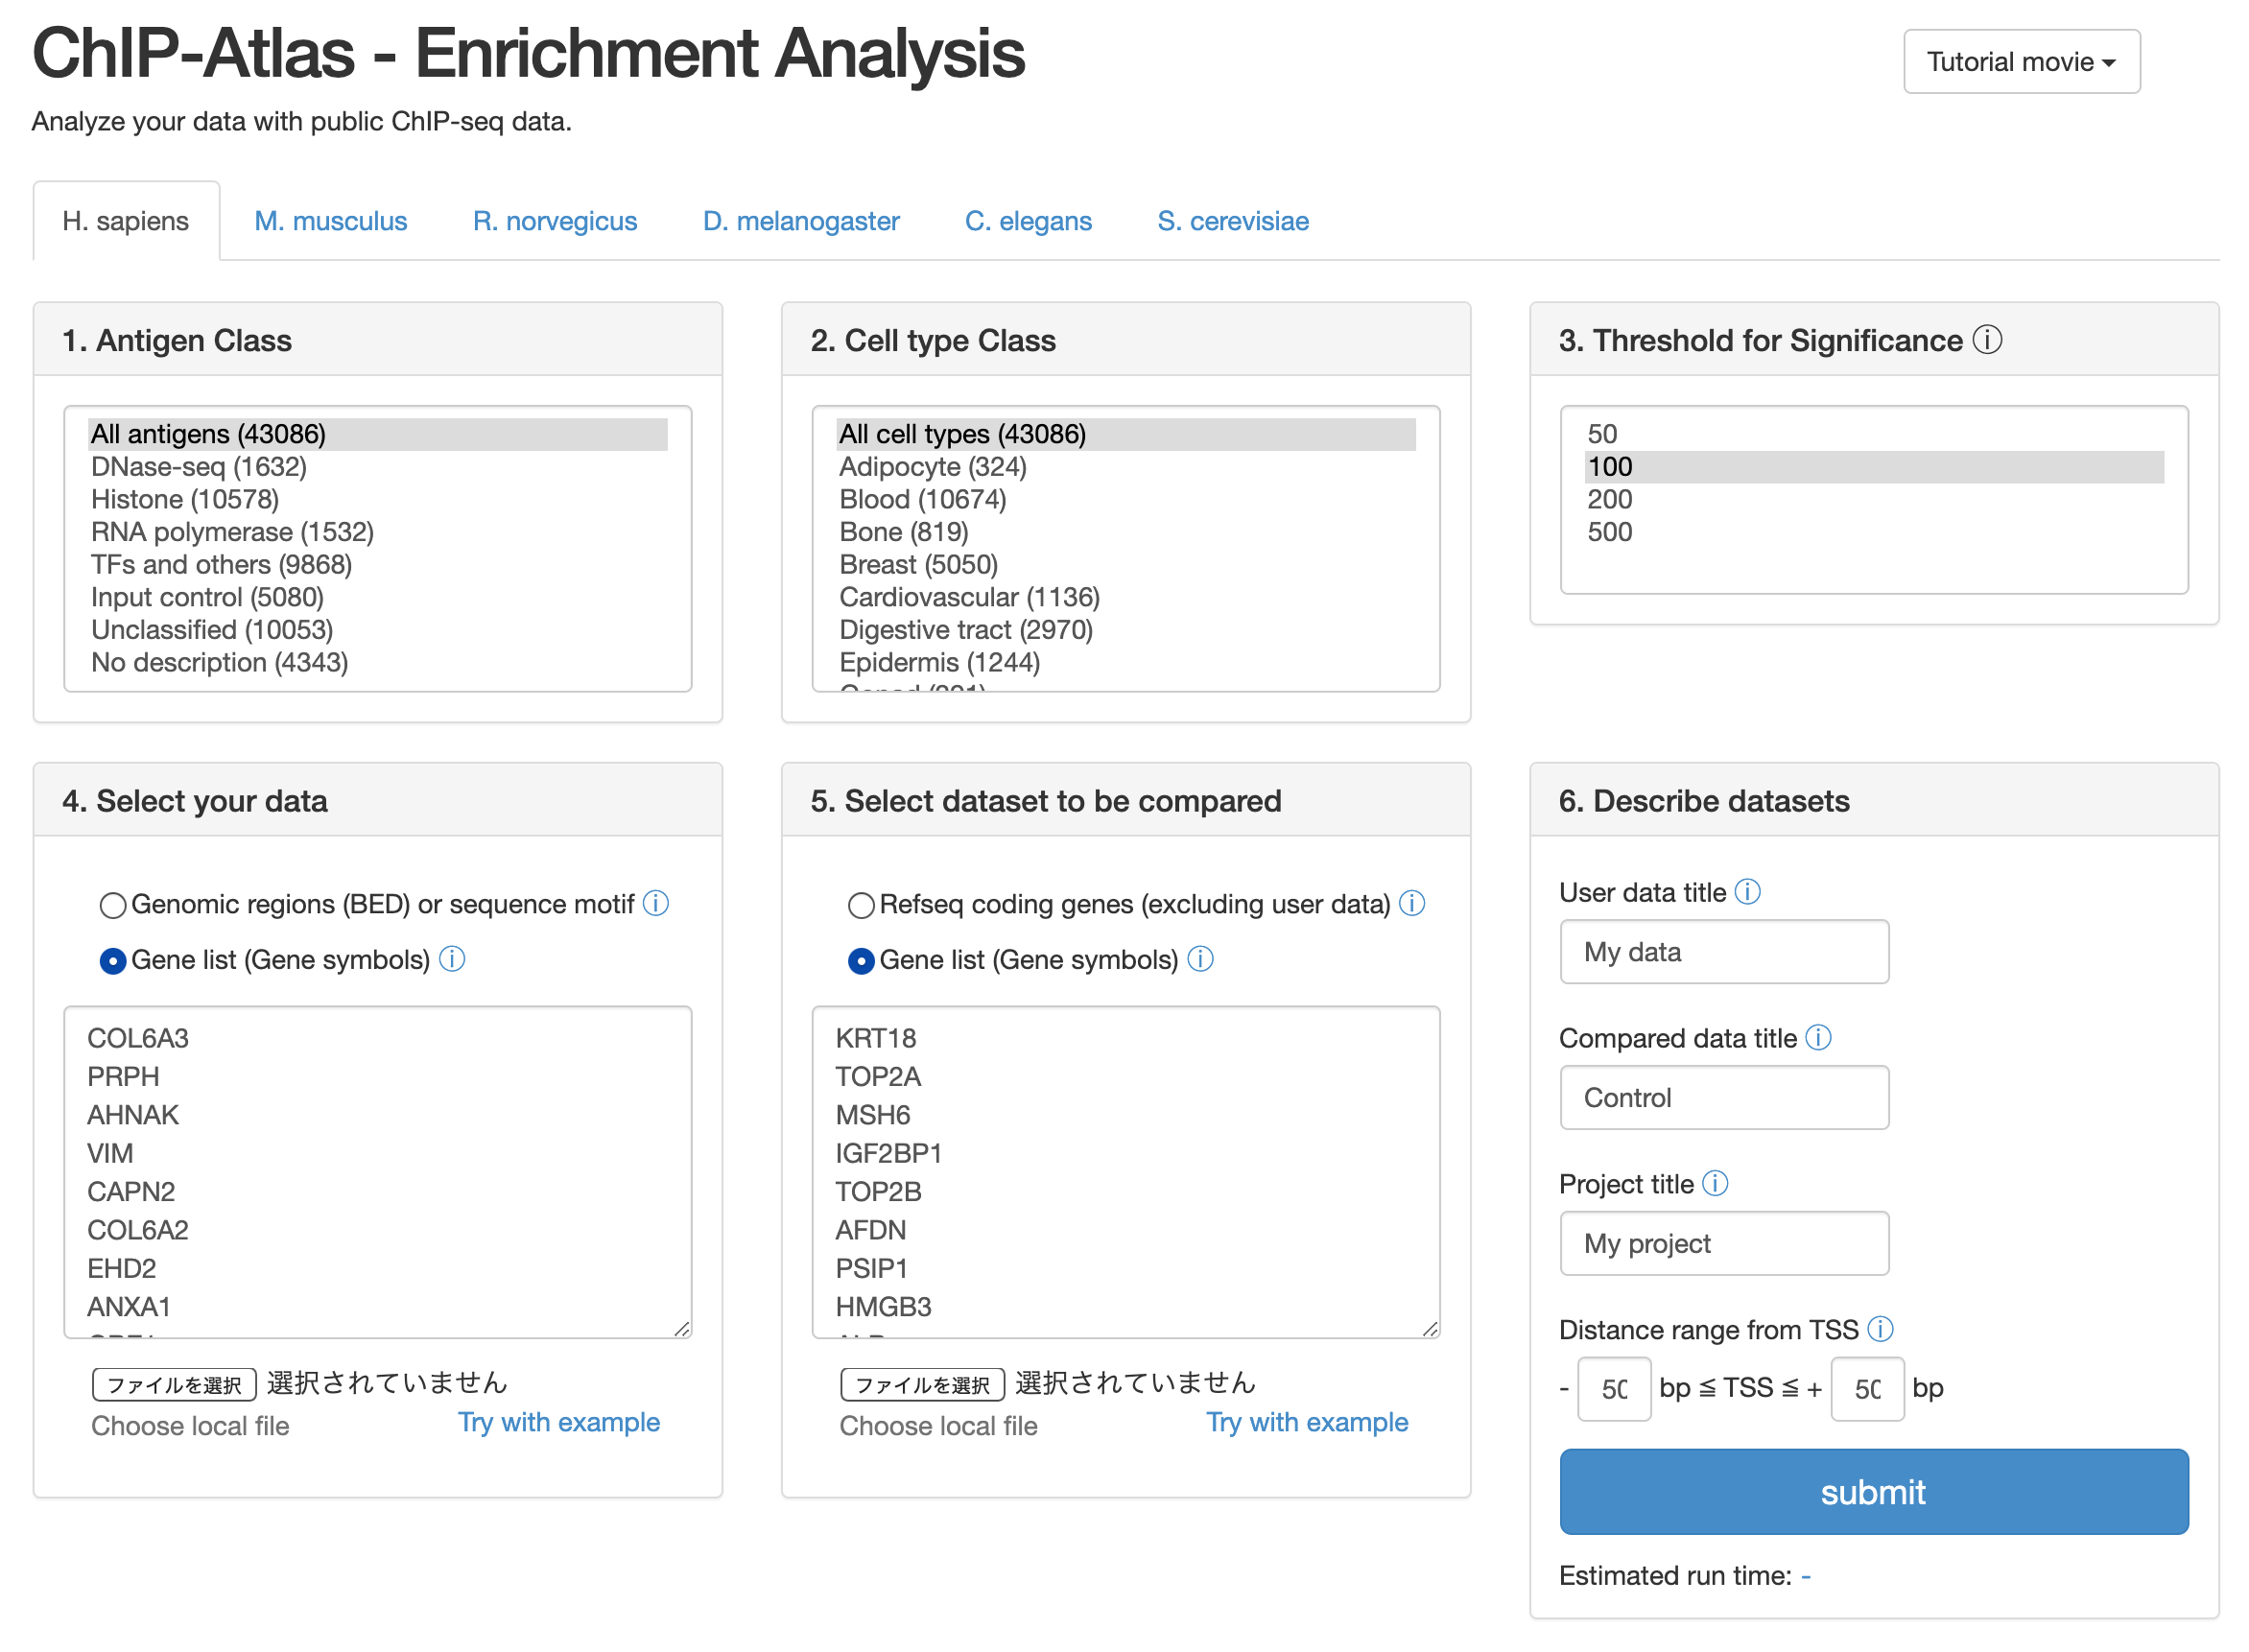 ChIP-Atlas - Enrichment Analysis
Tutorial movie
Analyze your data with public ChIP-seq data.
H. sapiens
M. musculus
R. norvegicus
D. melanogaster
C. elegans
S. cerevisiae
1. Antigen Class
All antigens (43086)
DNase-seq (1632)
Histone (10578)
RNA polymerase (1532)
TFs and others (9868)
Input control (5080)
Unclassified (10053)
No description (4343)
2. Cell type Class
All cell types (43086)
Adipocyte (324)
Blood (10674)
Bone (819)
Breast (5050)
Cardiovascular (1136)
Digestive tract (2970)
Epidermis (1244)
3. Threshold for Significance ⓘ
50
100
200
500
4. Select your data
Genomic regions (BED) or sequence motif ⓘ
Gene list (Gene symbols) ⓘ
COL6A3
PRPH
AHNAK
VIM
CAPN2
COL6A2
EHD2
ANXA1
ファイルを選択 選択されていません
Choose local file
Try with example
5. Select dataset to be compared
Refseq coding genes (excluding user data) ⓘ
Gene list (Gene symbols) ⓘ
KRT18
TOP2A
MSH6
IGF2BP1
TOP2B
AFDN
PSIP1
HMGB3
ファイルを選択 選択されていません
Choose local file
Try with example
6. Describe datasets
User data title ⓘ
My data
Compared data title ⓘ
Control
Project title ⓘ
My project
Distance range from TSS ⓘ
- 50 bp ≦ TSS ≦ + 50 bp
submit
Estimated run time: -